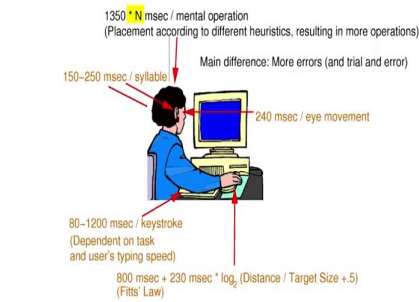 1350 * N msec / mental operation
(Placement according to different heuristics, resulting in more operations)
Main difference: More errors (and trial and error)
150-250 msec / syllable
240 msec / eye movement
80-1200 msec / keystroke
(Dependent on task
and user's typing speed)
800 msec + 230 msec * log2 (Distance / Target Size +.5)
(Fitts' Law)